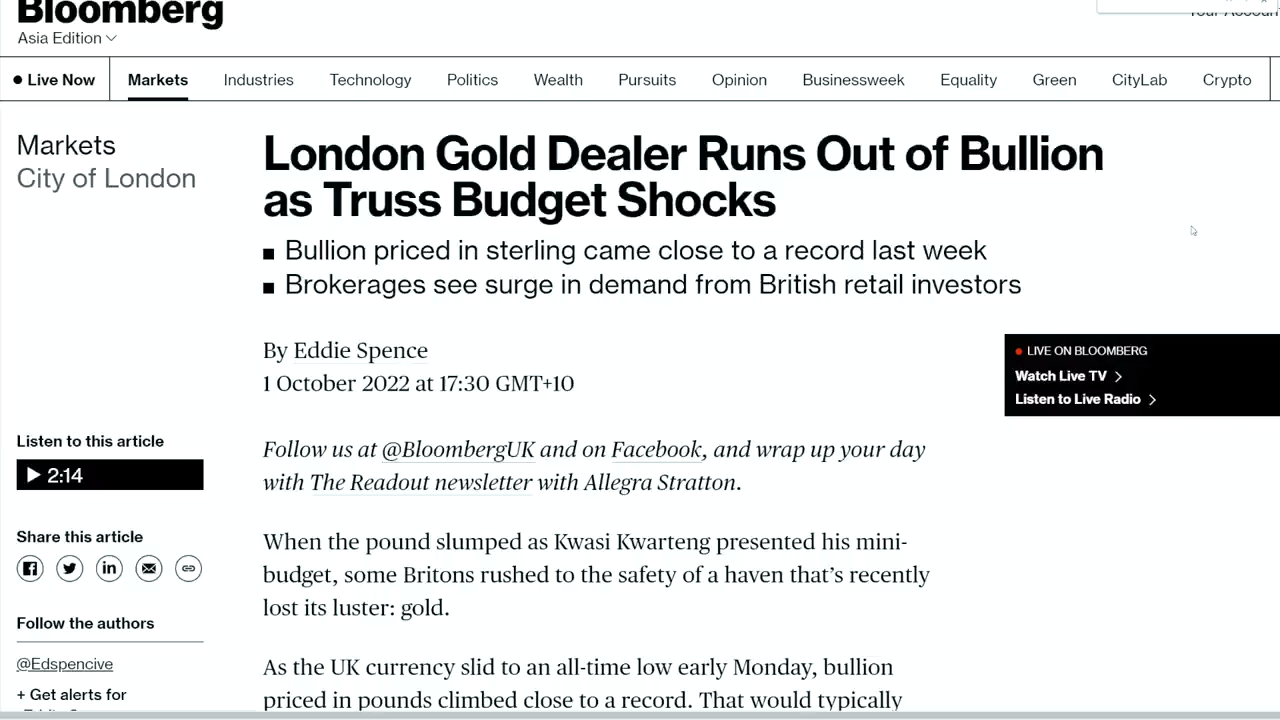 Bloomberg
Asia Edition
Live Now
Markets
Industries
Technology
Politics
Wealth
Pursuits
Opinion
Businessweek
Equality
Green
CityLab
Crypto
Markets
City of London
London Gold Dealer Runs Out of Bullion
as Truss Budget Shocks
Bullion priced in sterling came close to a record last week
Brokerages see surge in demand from British retail investors
By Eddie Spence
1 October 2022 at 17:30 GMT+10
LIVE ON BLOOMBERG
Watch Live TV
Listen to Live Radio
Listen to this article
2:14
Share this article
Follow the authors
@Edspencive
+ Get alerts for
Follow us at @BloombergUK and on Facebook, and wrap up your day
with The Readout newsletter with Allegra Stratton.
When the pound slumped as Kwasi Kwarteng presented his mini-
budget, some Britons rushed to the safety of a haven that’s recently
lost its luster: gold.
As the UK currency slid to an all-time low early Monday, bullion
priced in pounds climbed close to a record. That would typically